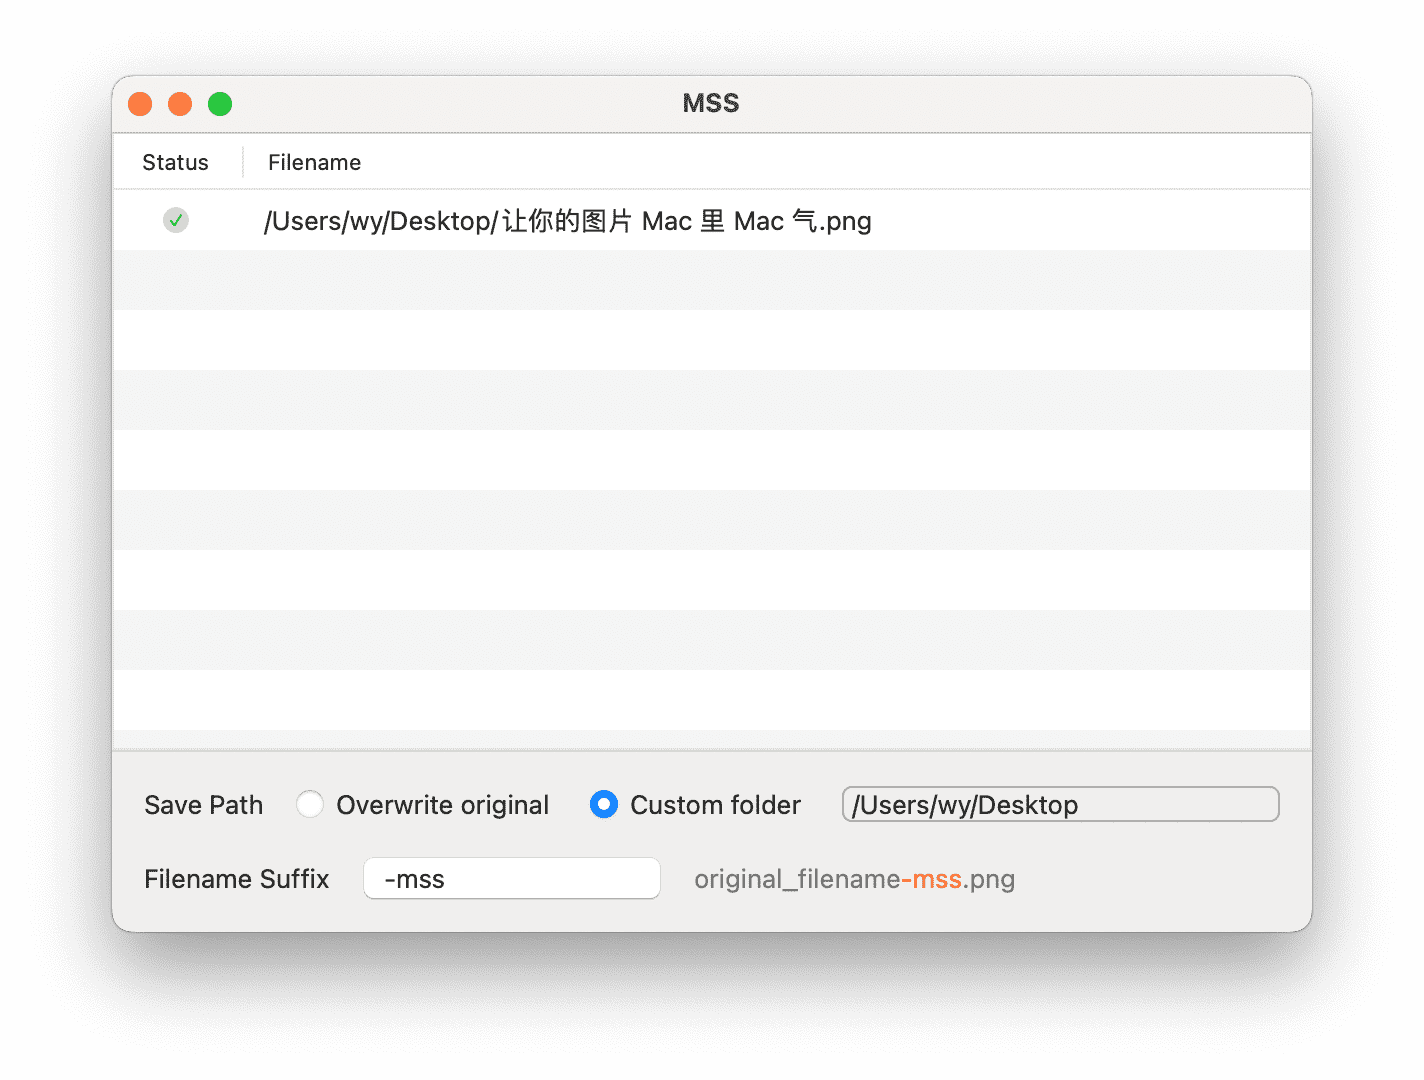 MSS
Status Filename
/Users/wy/Desktop/让你的图片 Mac 里 Mac 气.png
Save Path Overwrite original Custom folder /Users/wy/Desktop
Filename Suffix -mss original_filename-mss.png